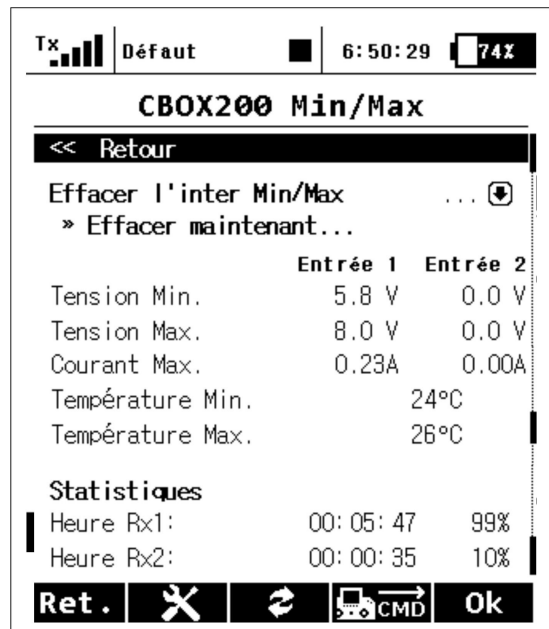 Tx Défaut 6:50:29 74%
CBOX200 Min/Max
<< Retour
Effacer l'inter Min/Max ...
» Effacer maintenant...
Entrée 1 Entrée 2
Tension Min. 5.8 V 0.0 V
Tension Max. 8.0 V 0.0 V
Courant Max. 0.23A 0.00A
Température Min. 24°C
Température Max. 26°C
Statistiques
Heure Rx1: 00:05:47 99%
Heure Rx2: 00:00:35 10%
Ret. CMD Ok